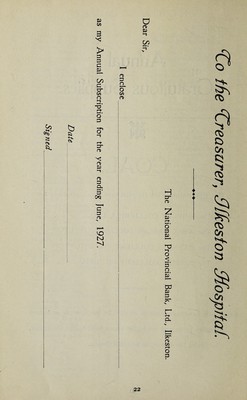 To the Treasurer, Ilkeston Hospital.
The National Provincial Bank, Ltd., Ilkeston.
Dear Sir,
I enclose
as my Annual Subscription for the year ending June, 1927.
Date
Signed
22